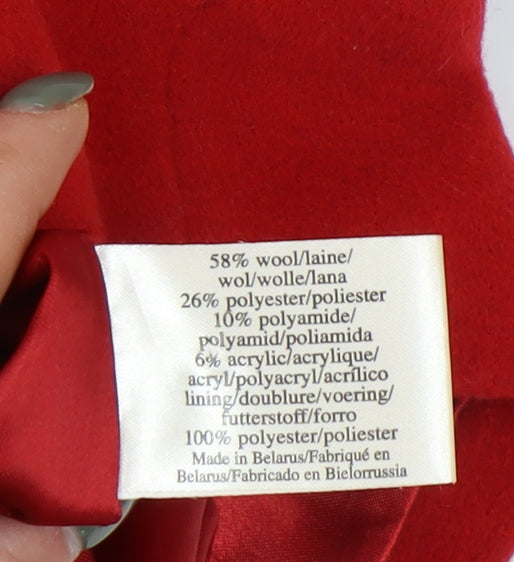 58% wool/laine/
wol/wolle/lana
26% polyester/poliester
10% polyamide/
polyamid/poliamida
6% acrylic/acrylique/
acryl/polyacryl/acrílico
lining/doublure/voering/
futterstoff/forro
100% polyester/poliester
Made in Belarus/Fabriqué en
Belarus/Fabricado en Bielorrussia